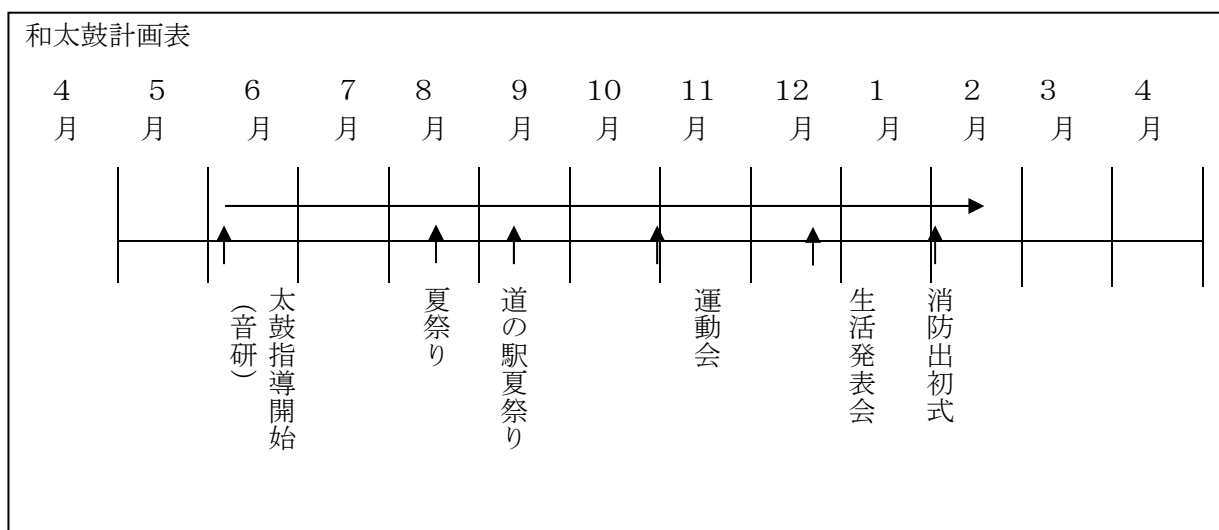 和太鼓計画表
4月
5月
6月
7月
8月
9月
10月
11月
12月
1月
2月
3月
4月
太鼓指導開始
（音研）
夏祭り
道の駅夏祭り
運動会
生活発表会
消防出初式